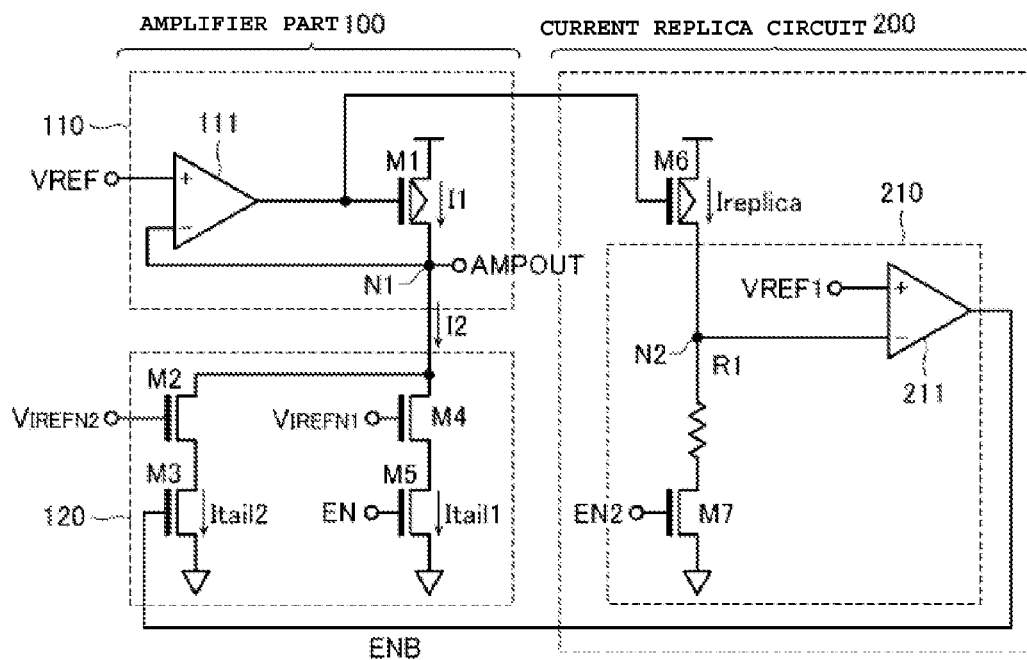 AMPLIFIER PART 100
CURRENT REPLICA CIRCUIT 200
110
111
VREF
+
−
M1
I1
AMPOUT
N1
I2
M6
Ireplica
210
VREF1
+
−
N2
R1
211
M2
VIREFN2
VIREFN1
M4
M3
M5
120
Itail2
EN
Itail1
EN2
M7
ENB